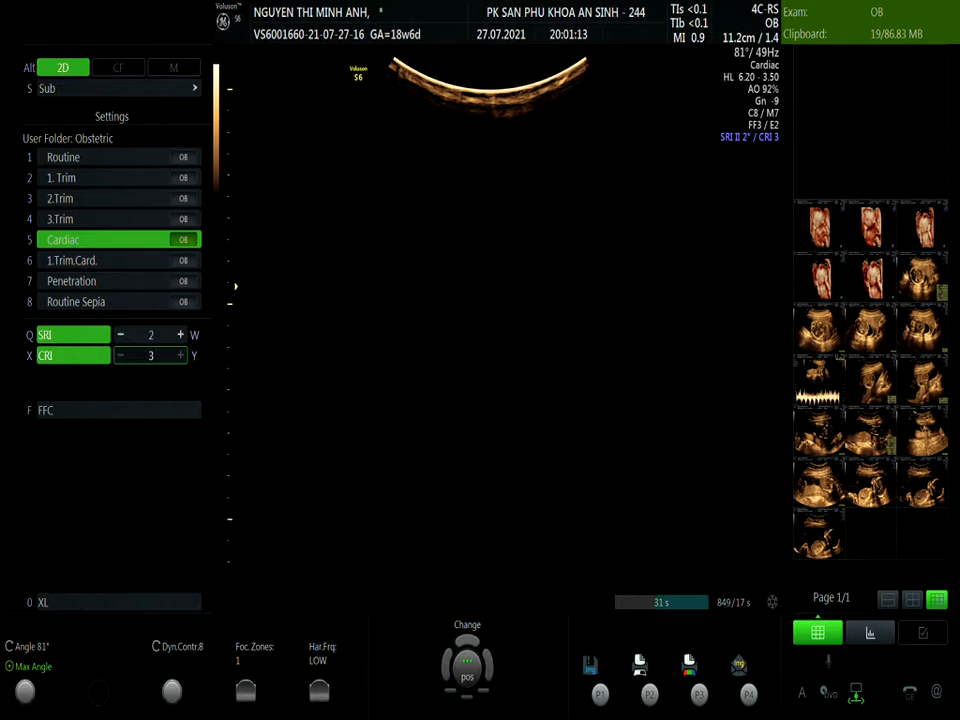 Voluson™
S6
NGUYEN THI MINH ANH, *
PK SAN PHU KHOA AN SINH - 244
VS6001660-21-07-27-16 GA=18w6d
27.07.2021
20:01:13
TIs <0.1
TIb <0.1
MI 0.9
4C-RS
OB
11.2cm / 1.4
81°/ 49Hz
Cardiac
HL 6.20 - 3.50
AO 92%
Gn -9
C8 / M7
FF3 / E2
SRI II 2" / CRI 3
Exam: OB
Clipboard: 19/86.83 MB
Voluson
S6
Alt 2D CF M
S Sub
Settings
User Folder: Obstetric
1 Routine OB
2 1. Trim OB
3 2.Trim OB
4 3.Trim OB
5 Cardiac OB
6 1.Trim.Card. OB
7 Penetration OB
8 Routine Sepia OB
Q SRI - 2 + W
X CRI - 3 + Y
F FFC
0 XL
31 s
849/17 s
Page 1/1
Angle 81°
Max Angle
Dyn.Contr.8
Foc. Zones:
1
Har.Frq:
LOW
Change
pos
img
P1
P2
P3
img
P4
A
DVD
@